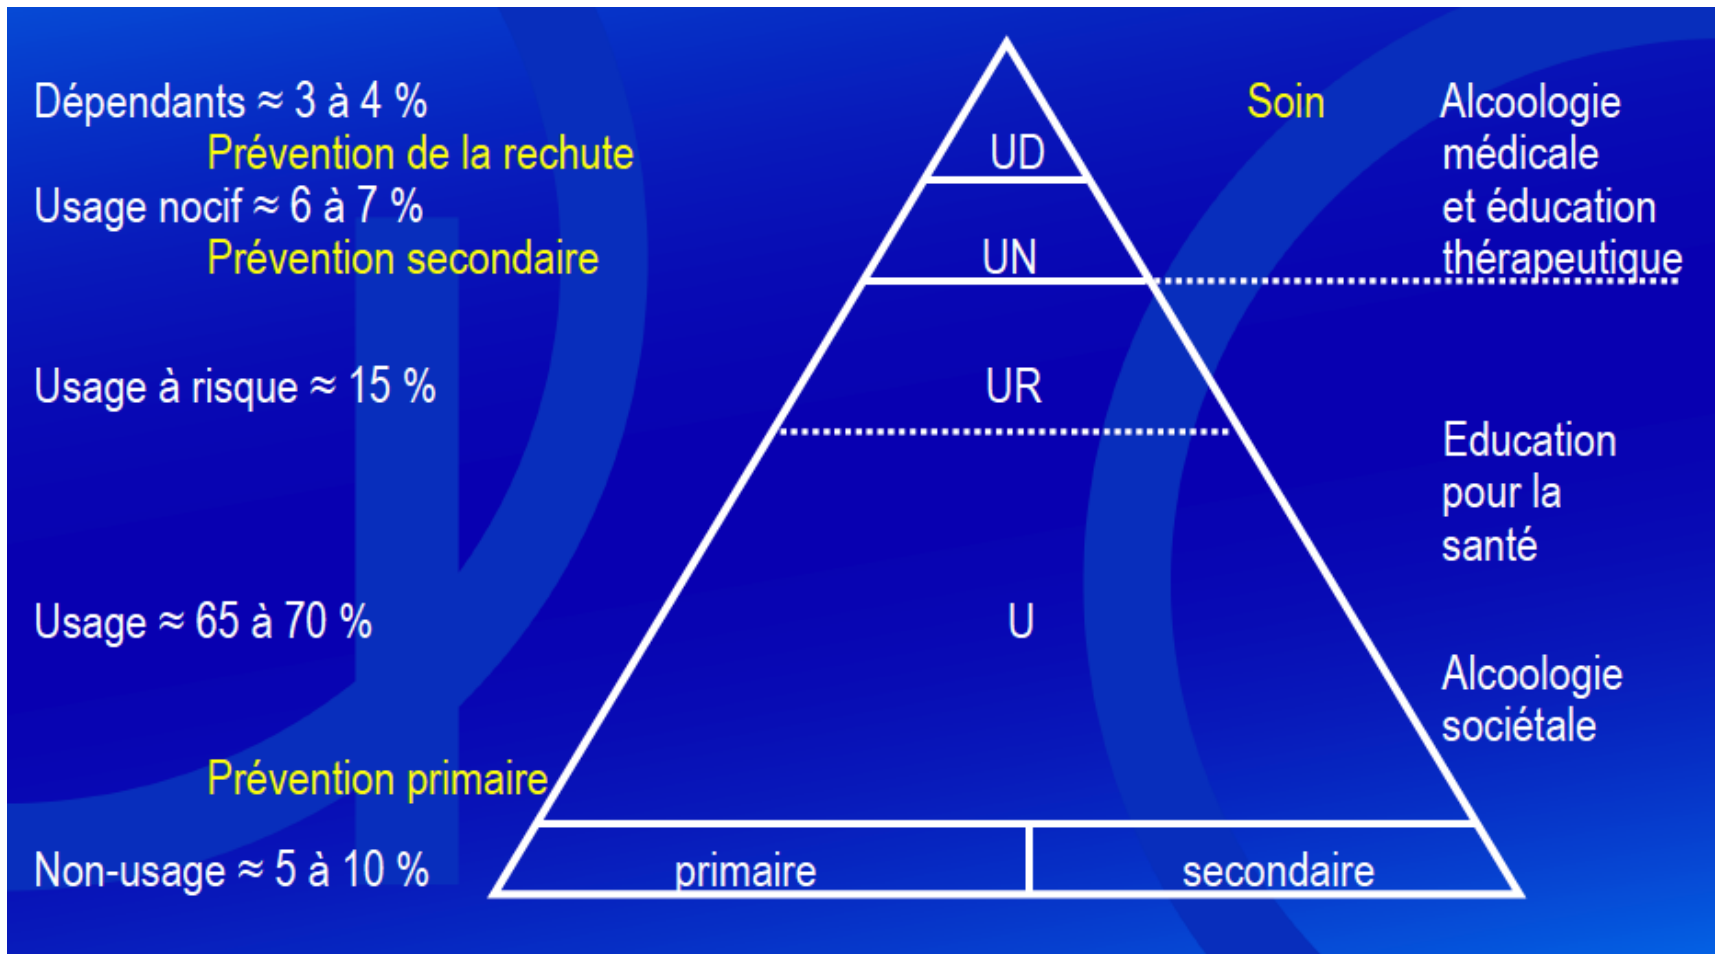 Dépendants ≈ 3 à 4 %
Prévention de la rechute
Usage nocif ≈ 6 à 7 %
Prévention secondaire
Usage à risque ≈ 15 %
Usage ≈ 65 à 70 %
Prévention primaire
Non-usage ≈ 5 à 10 %
UD
UN
UR
U
primaire
secondaire
Soin
Alcoologie
médicale
et éducation
thérapeutique
Education
pour la
santé
Alcoologie
sociétale